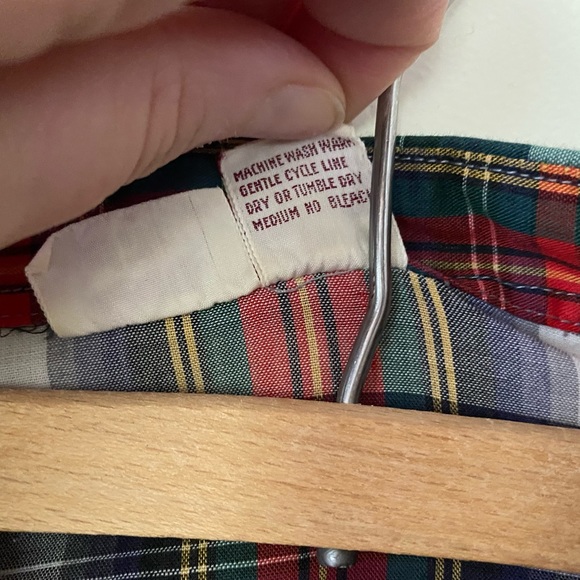 MACHINE WASH WARM
GENTLE CYCLE LINE
DRY OR TUMBLE DRY
MEDIUM NO BLEACH